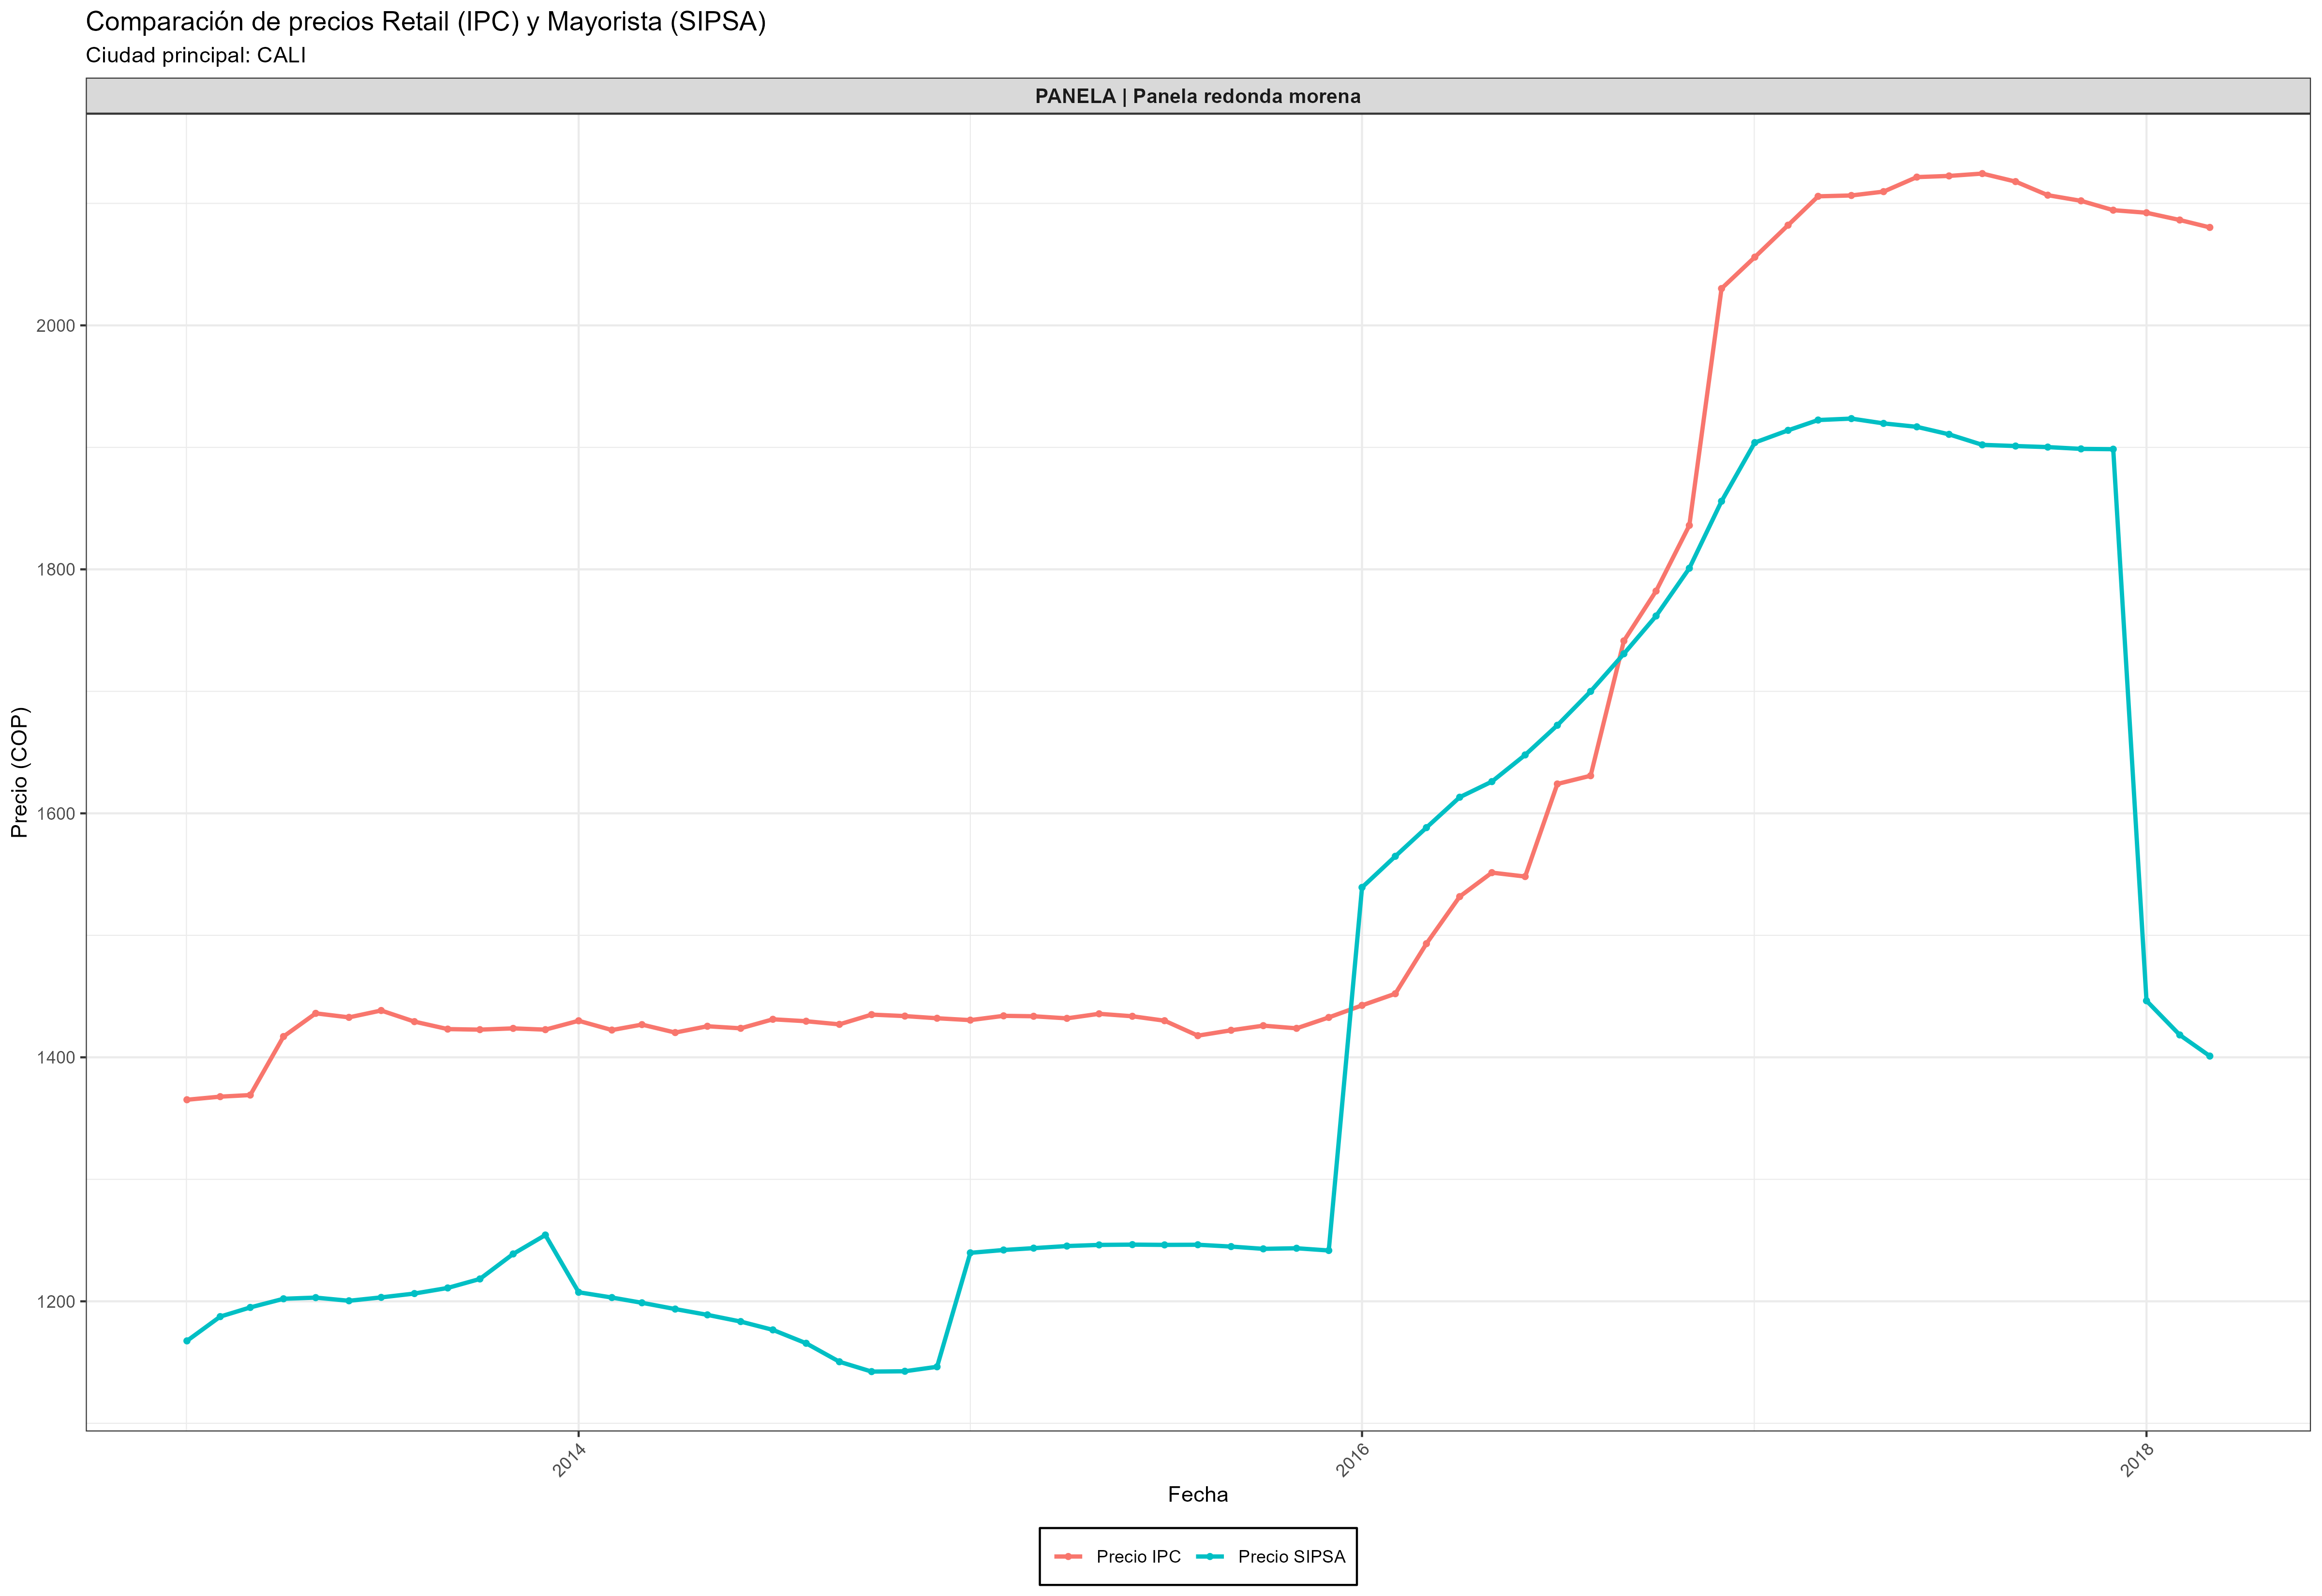 Comparación de precios Retail (IPC) y Mayorista (SIPSA)
Ciudad principal: CALI
PANELA | Panela redonda morena
Precio (COP)
2000
1800
1600
1400
1200
2014
2016
2018
Fecha
Precio IPC
Precio SIPSA